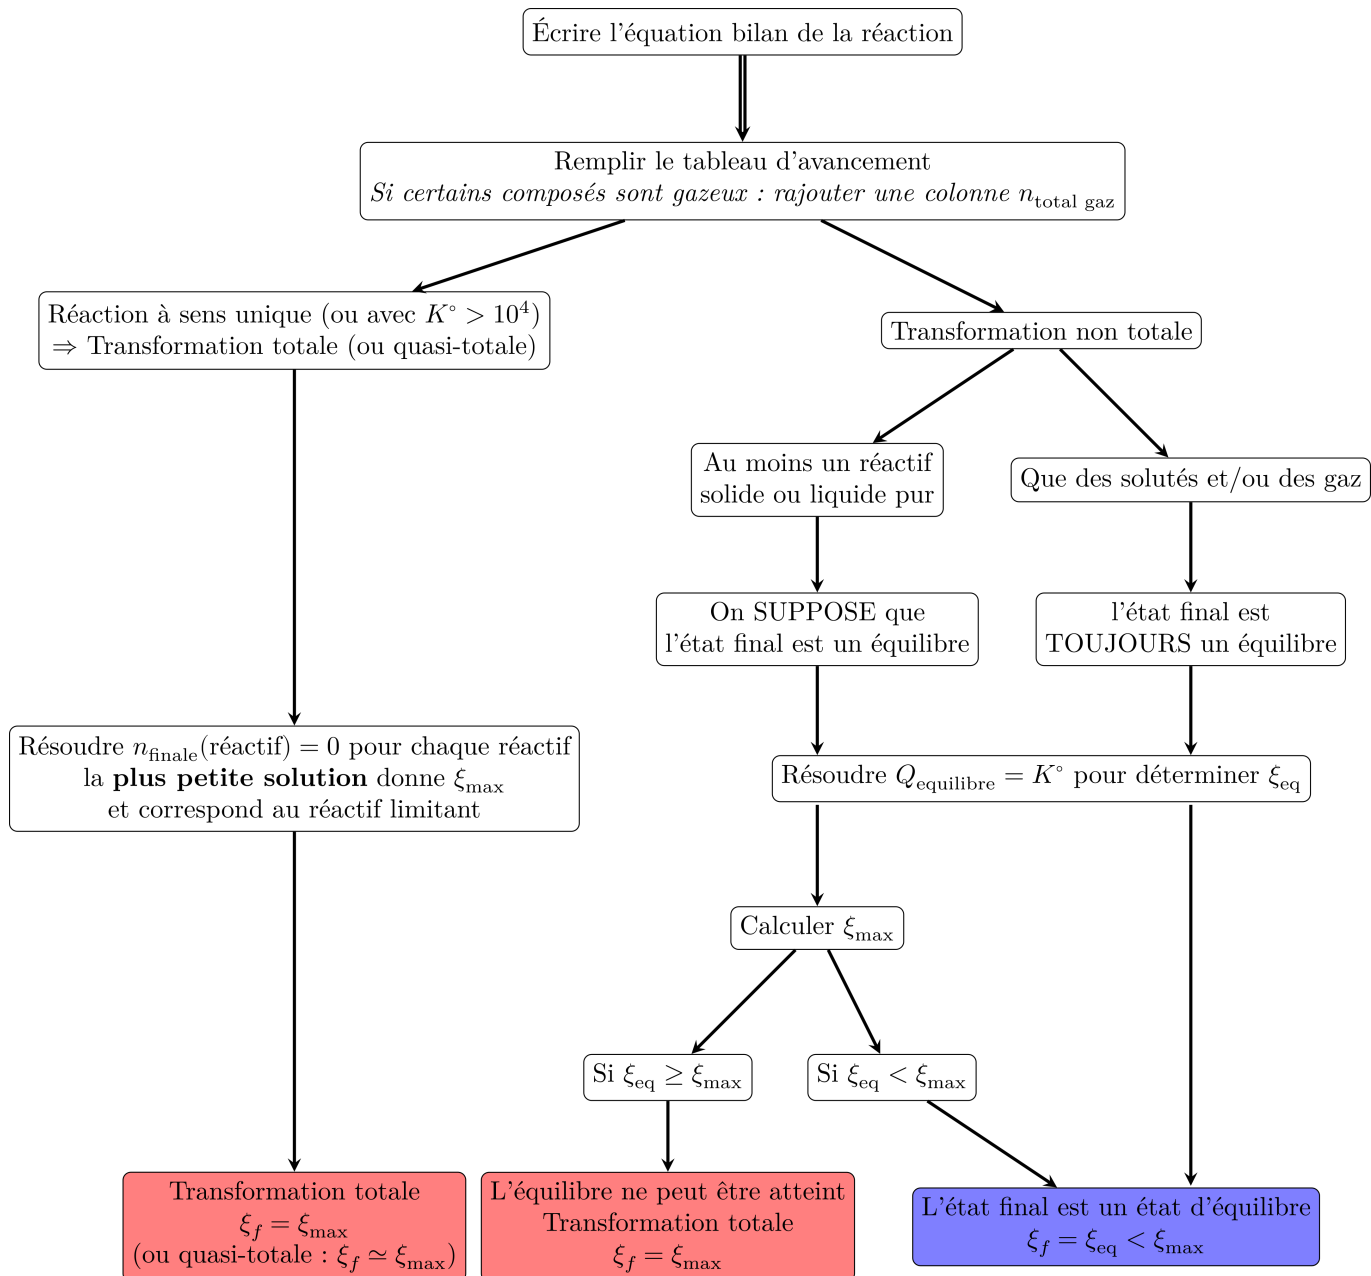 Écrire l'équation bilan de la réaction
Remplir le tableau d'avancement
Si certains composés sont gazeux : rajouter une colonne n_total gaz
Réaction à sens unique (ou avec K° > 10⁴)
⇒ Transformation totale (ou quasi-totale)
Transformation non totale
Au moins un réactif
solide ou liquide pur
Que des solutés et/ou des gaz
On SUPPOSE que
l'état final est un équilibre
l'état final est
TOUJOURS un équilibre
Résoudre n_finale(réactif) = 0 pour chaque réactif
la plus petite solution donne ξ_max
et correspond au réactif limitant
Résoudre Q_equilibre = K° pour déterminer ξ_eq
Calculer ξ_max
Si ξ_eq ≥ ξ_max
Si ξ_eq < ξ_max
Transformation totale
ξ_f = ξ_max
(ou quasi-totale : ξ_f ≃ ξ_max)
L'équilibre ne peut être atteint
Transformation totale
ξ_f = ξ_max
L'état final est un état d'équilibre
ξ_f = ξ_eq < ξ_max